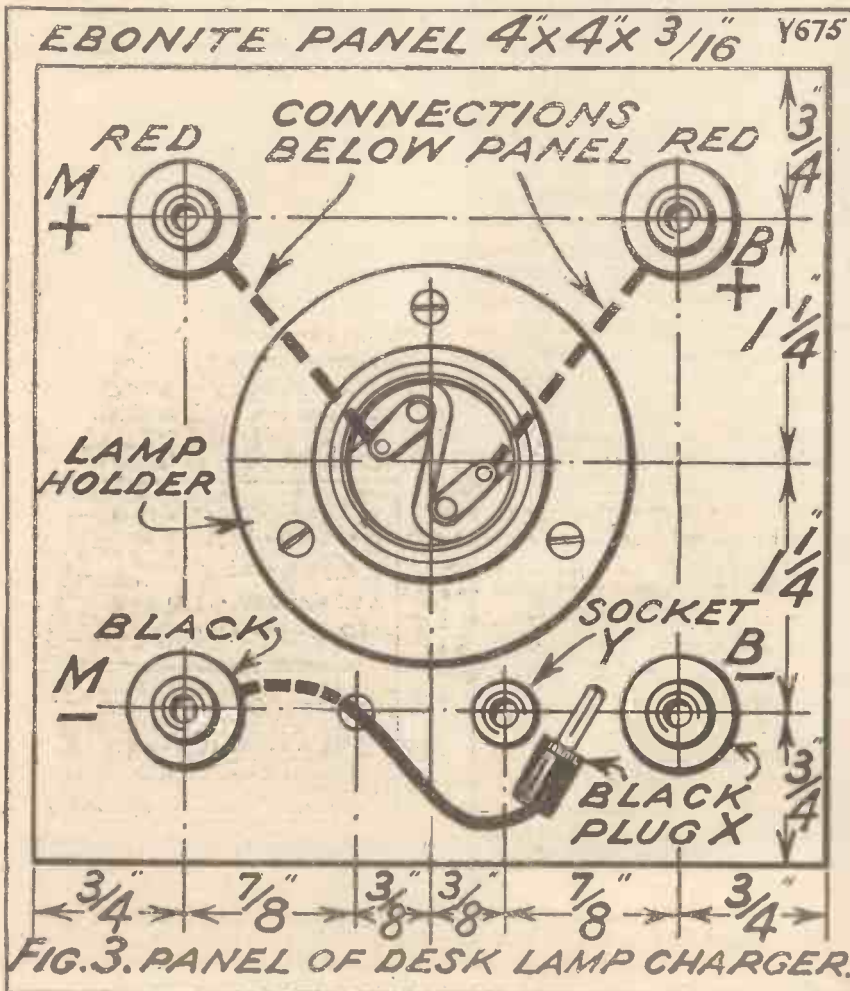 EBONITE PANEL 4"X4"X 3/16" Y675
CONNECTIONS
BELOW PANEL
RED
RED
M
+
B
+
3/4"
1 1/4"
LAMP
HOLDER
1 1/4"
BLACK
SOCKET
Y
M
-
B
-
BLACK
PLUG X
3/4"
3/4" 7/8" 3/8" 3/8" 7/8" 3/4"
FIG.3. PANEL OF DESK LAMP CHARGER.